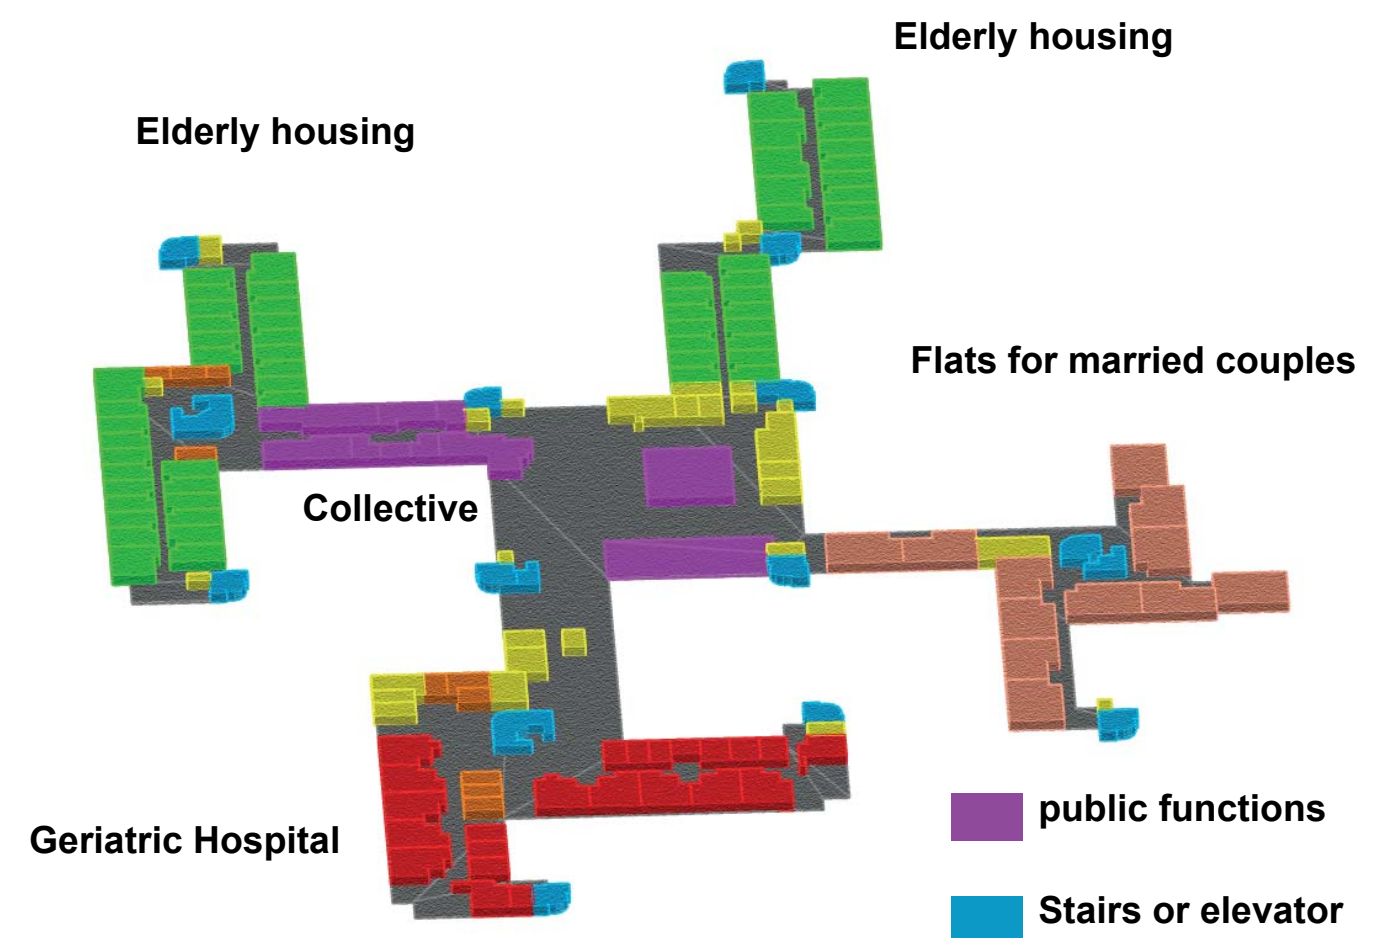 Elderly housing
Elderly housing
Flats for married couples
Collective
Geriatric Hospital
public functions
Stairs or elevator